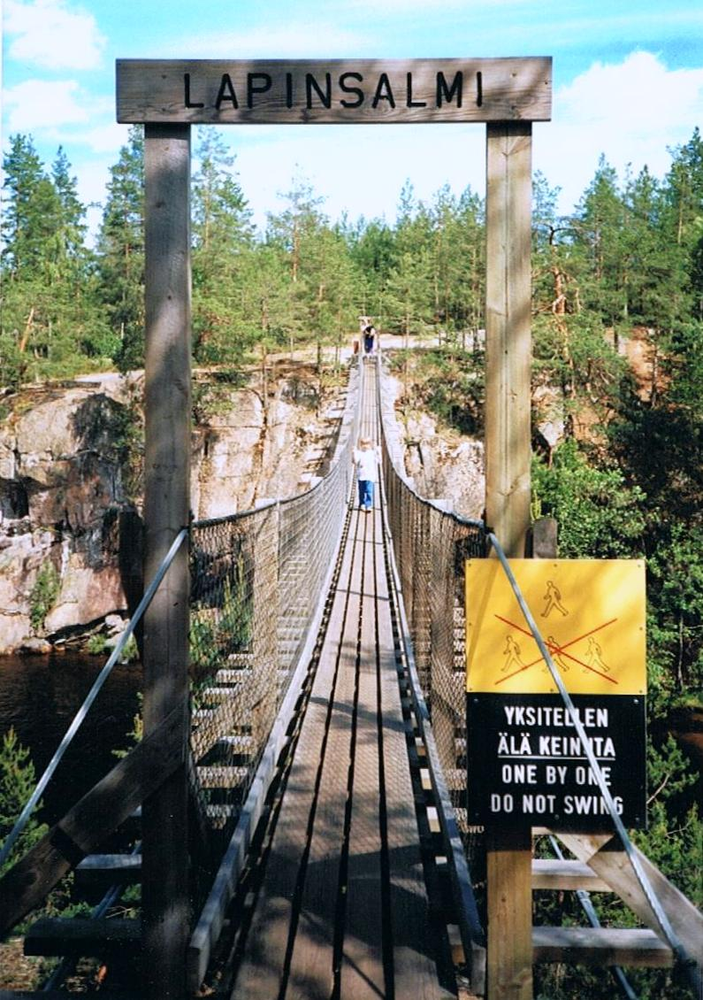 LAPINSALMI
YKSITELLEN
ÄLÄ KEINUTA
ONE BY ONE
DO NOT SWING